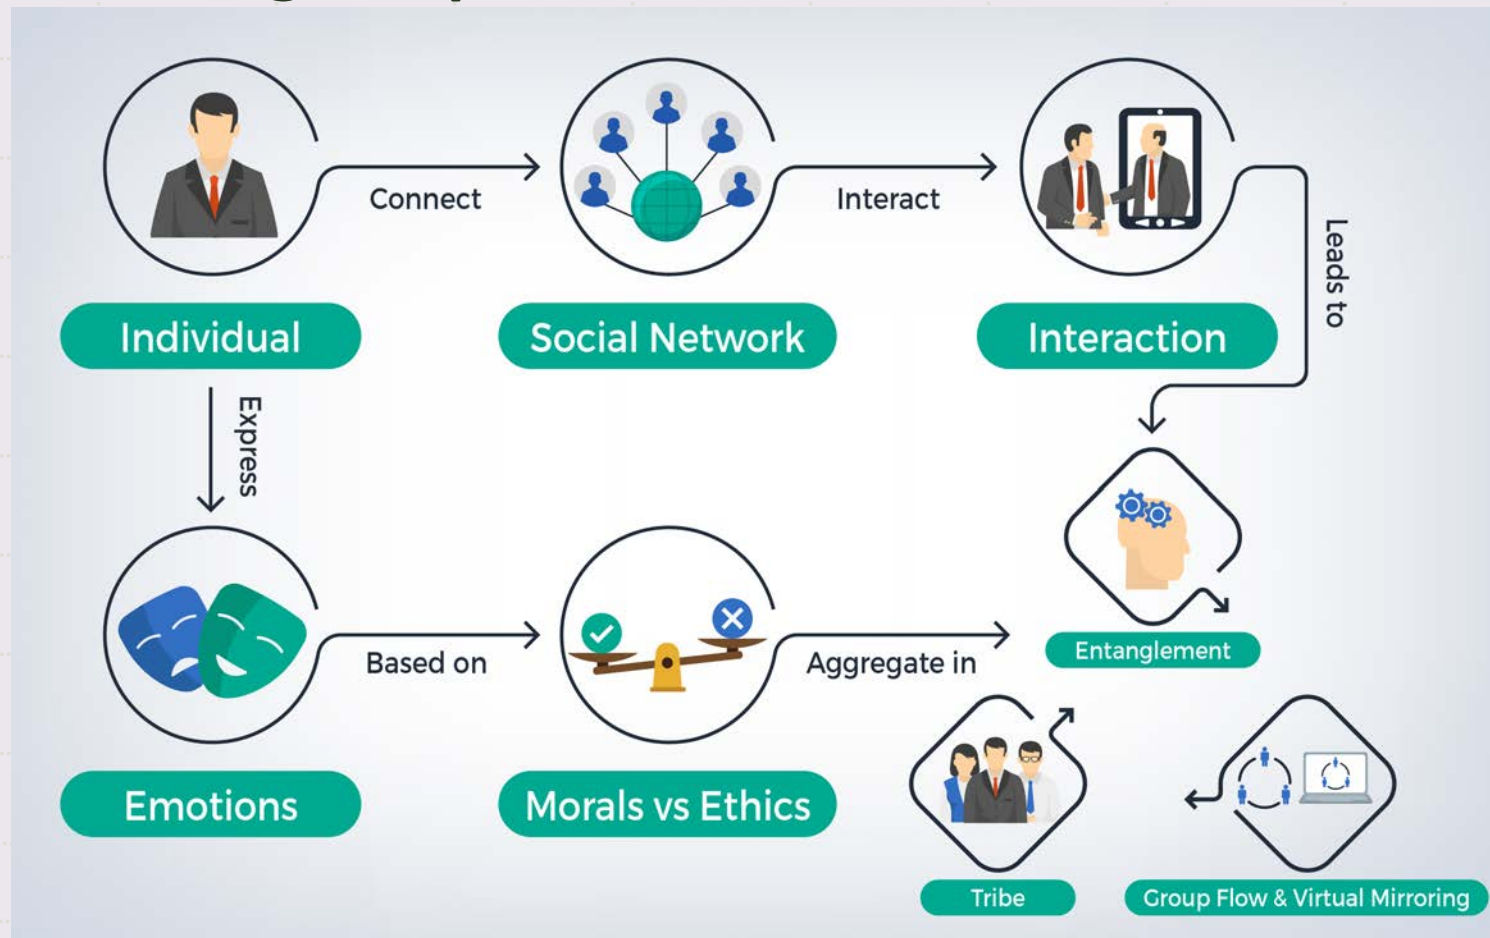 Connect
Interact
Leads to
Individual
Social Network
Interaction
Express
Based on
Aggregate in
Entanglement
Emotions
Morals vs Ethics
Tribe
Group Flow & Virtual Mirroring